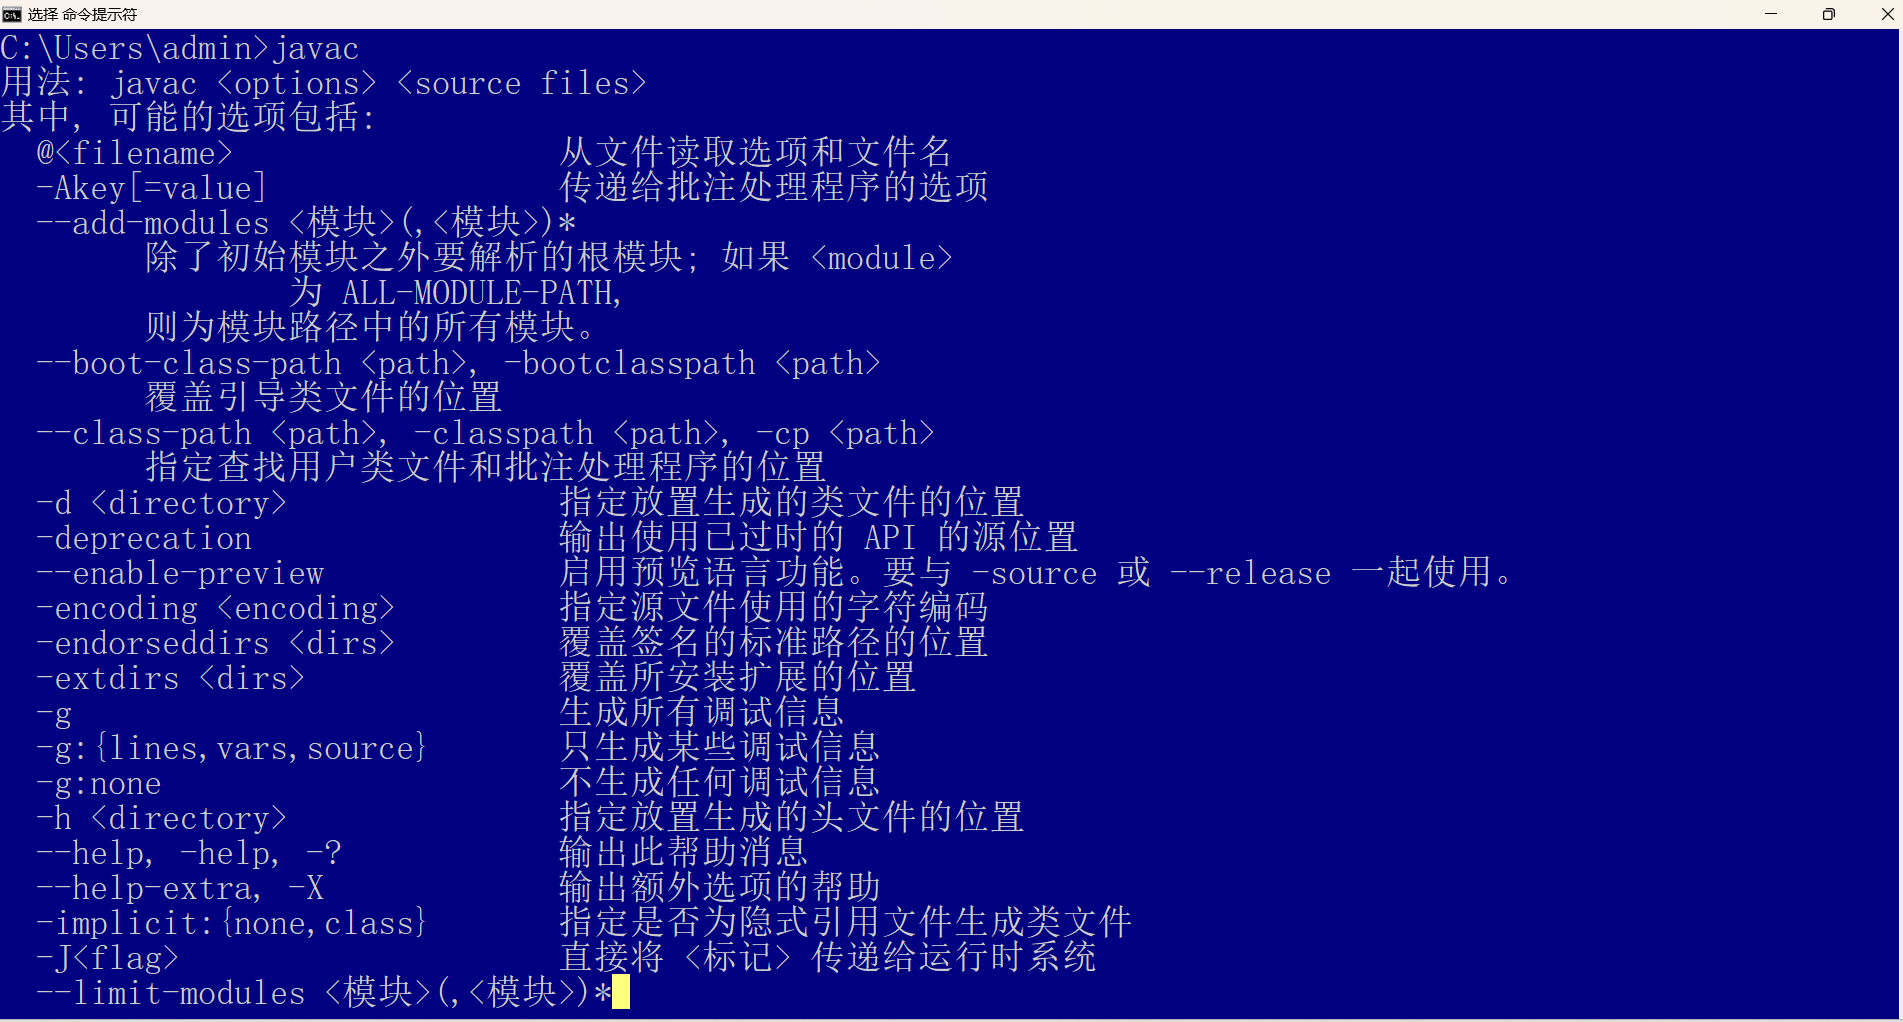 选择 命令提示符
C:\Users\admin>javac
用法: javac <options> <source files>
其中, 可能的选项包括:
@<filename> 从文件读取选项和文件名
-Akey[=value] 传递给批注处理程序的选项
--add-modules <模块>(,<模块>)*
除了初始模块之外要解析的根模块; 如果 <module>
为 ALL-MODULE-PATH,
则为模块路径中的所有模块。
--boot-class-path <path>, -bootclasspath <path>
覆盖引导类文件的位置
--class-path <path>, -classpath <path>, -cp <path>
指定查找用户类文件和批注处理程序的位置
-d <directory> 指定放置生成的类文件的位置
-deprecation 输出使用已过时的 API 的源位置
--enable-preview 启用预览语言功能。要与 -source 或 --release 一起使用。
-encoding <encoding> 指定源文件使用的字符编码
-endorseddirs <dirs> 覆盖签名的标准路径的位置
-extdirs <dirs> 覆盖所安装扩展的位置
-g 生成所有调试信息
-g:{lines,vars,source} 只生成某些调试信息
-g:none 不生成任何调试信息
-h <directory> 指定放置生成的头文件的位置
--help, -help, -? 输出此帮助消息
--help-extra, -X 输出额外选项的帮助
-implicit:{none,class} 指定是否为隐式引用文件生成类文件
-J<flag> 直接将 <标记> 传递给运行时系统
--limit-modules <模块>(,<模块>)*